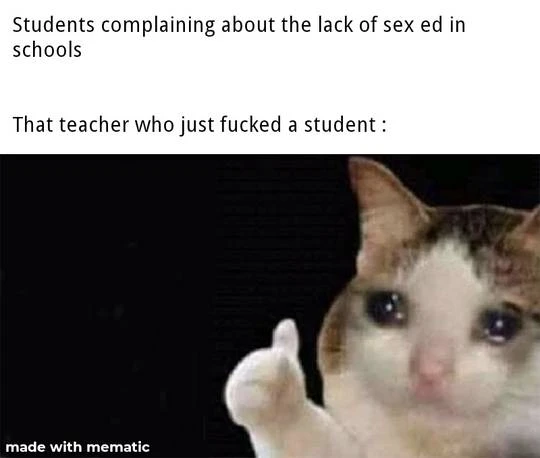 Students complaining about the lack of sex ed in
schools
That teacher who just fucked a student :
made with mematic